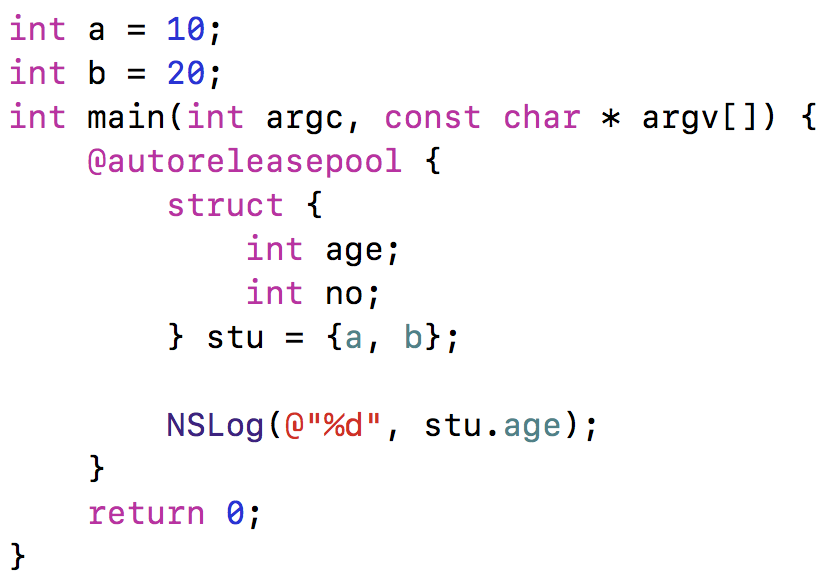 int a = 10;
int b = 20;
int main(int argc, const char * argv[]) {
    @autoreleasepool {
        struct {
            int age;
            int no;
        } stu = {a, b};

        NSLog(@"%d", stu.age);
    }
    return 0;
}